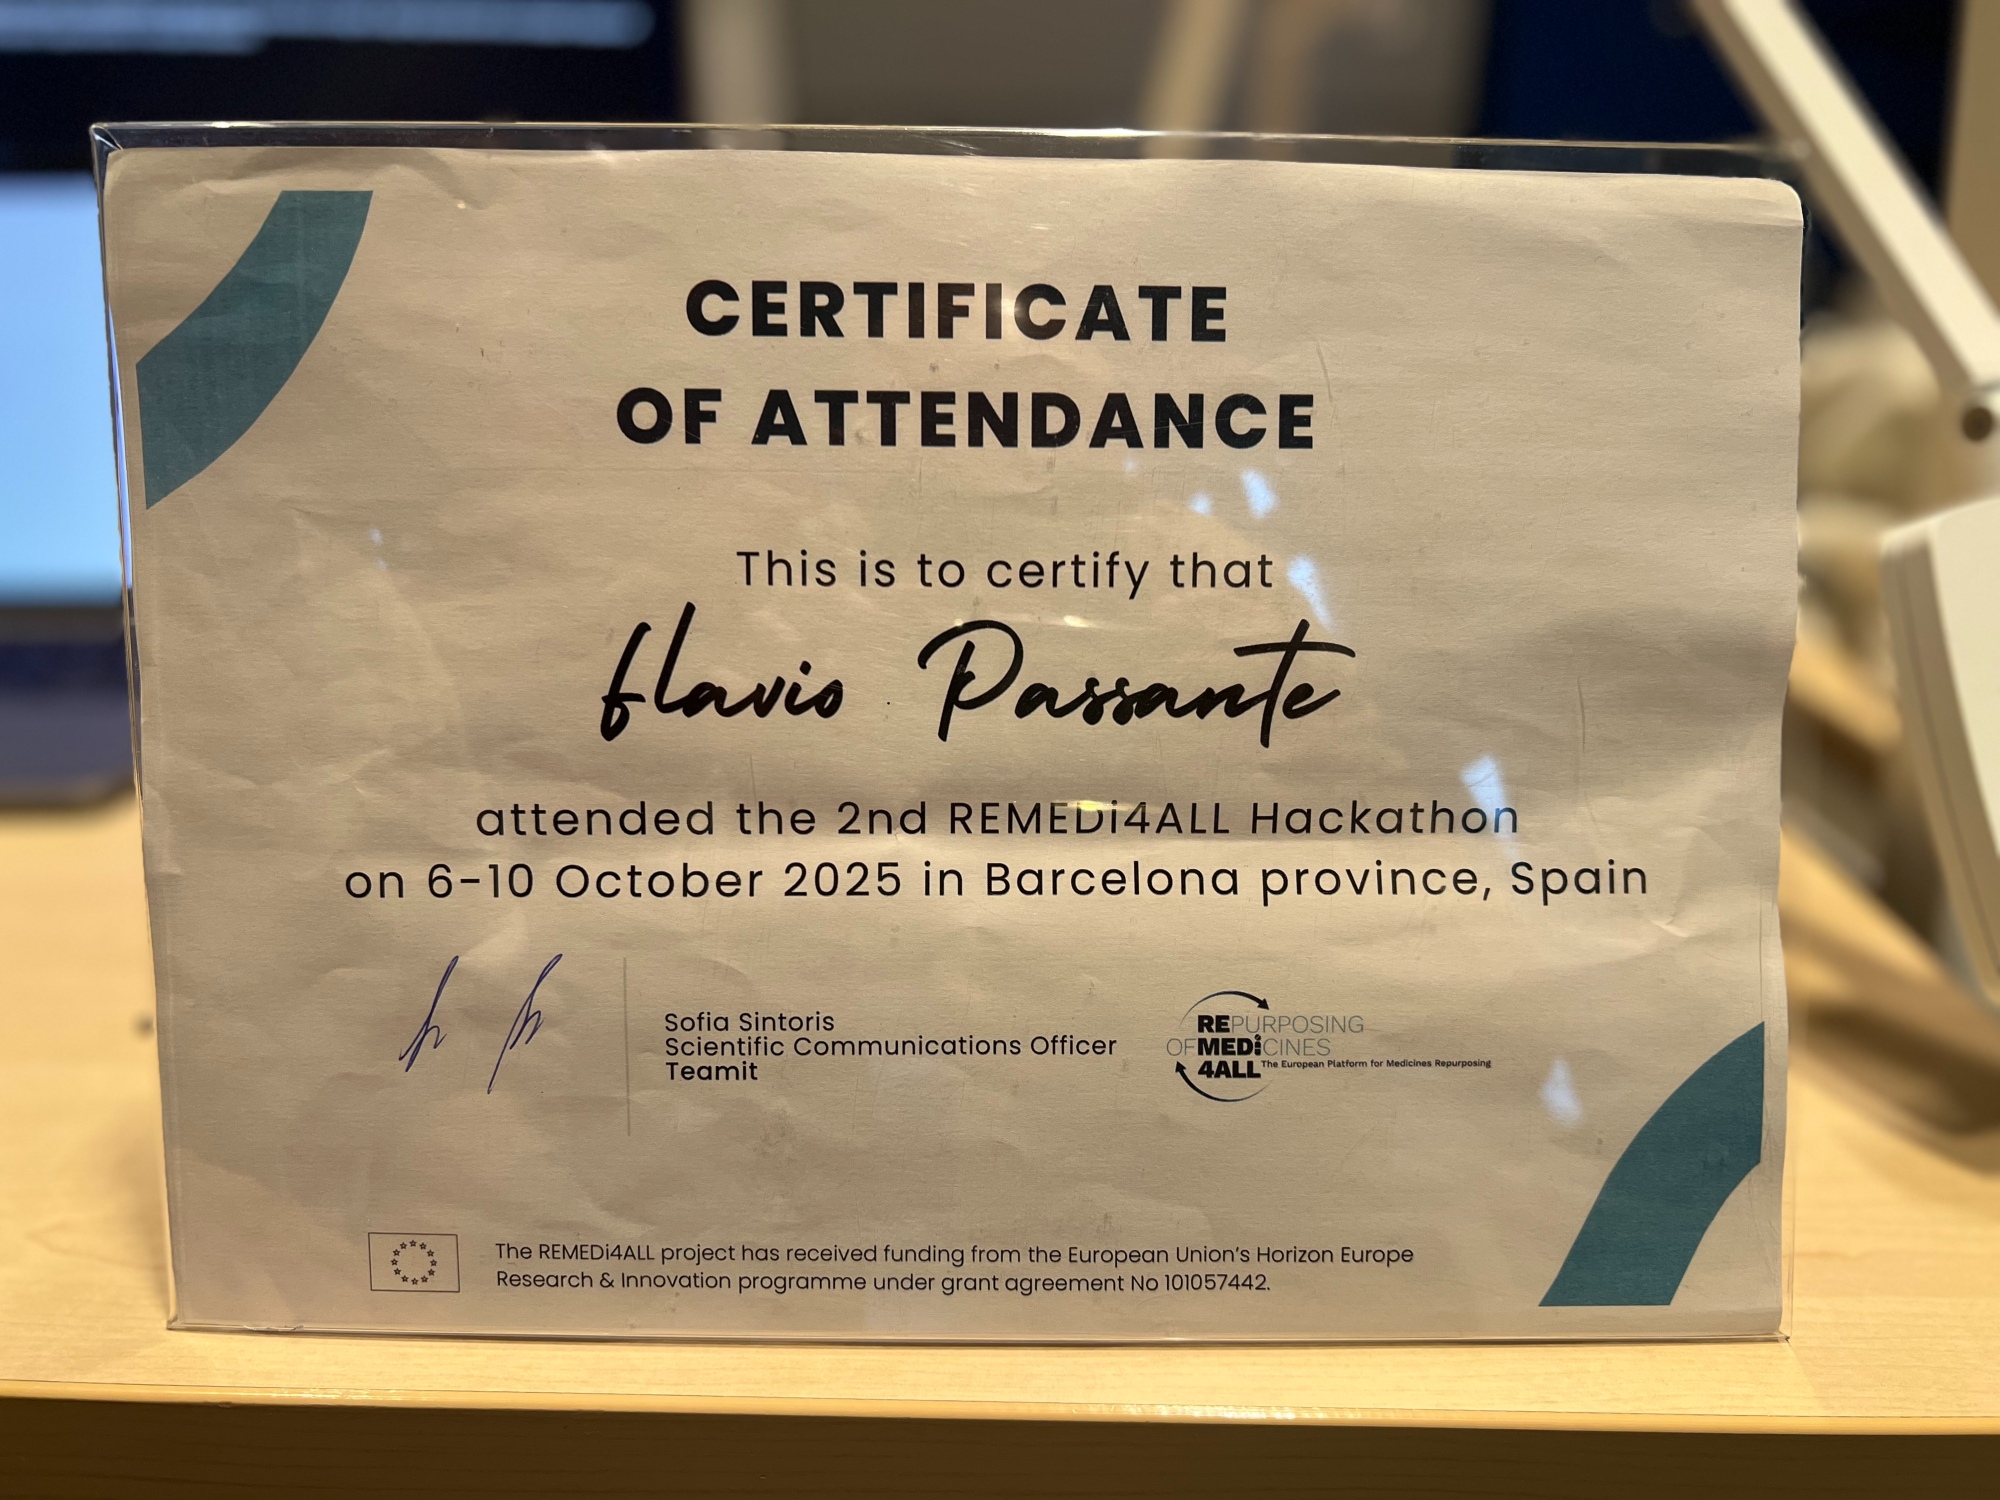 CERTIFICATE
OF ATTENDANCE
This is to certify that
flavio Passante
attended the 2nd REMEDi4ALL Hackathon
on 6-10 October 2025 in Barcelona province, Spain
Sofia Sintoris
Scientific Communications Officer
Teamit
REPURPOSING
OFMEDiCINES
4ALL The European Platform for Medicines Repurposing
The REMEDi4ALL project has received funding from the European Union's Horizon Europe
Research & Innovation programme under grant agreement No 101057442.